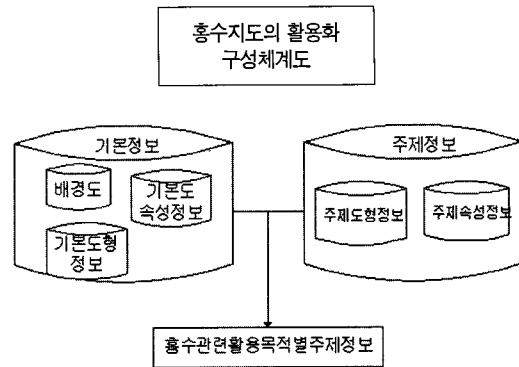 홍수지도의 활용화
구성체계도
기본정보
주제정보
배경도
기본도
속성정보
기본도형
정보
주제도형정보
주제속성정보
홍수관련활용목적별주제정보